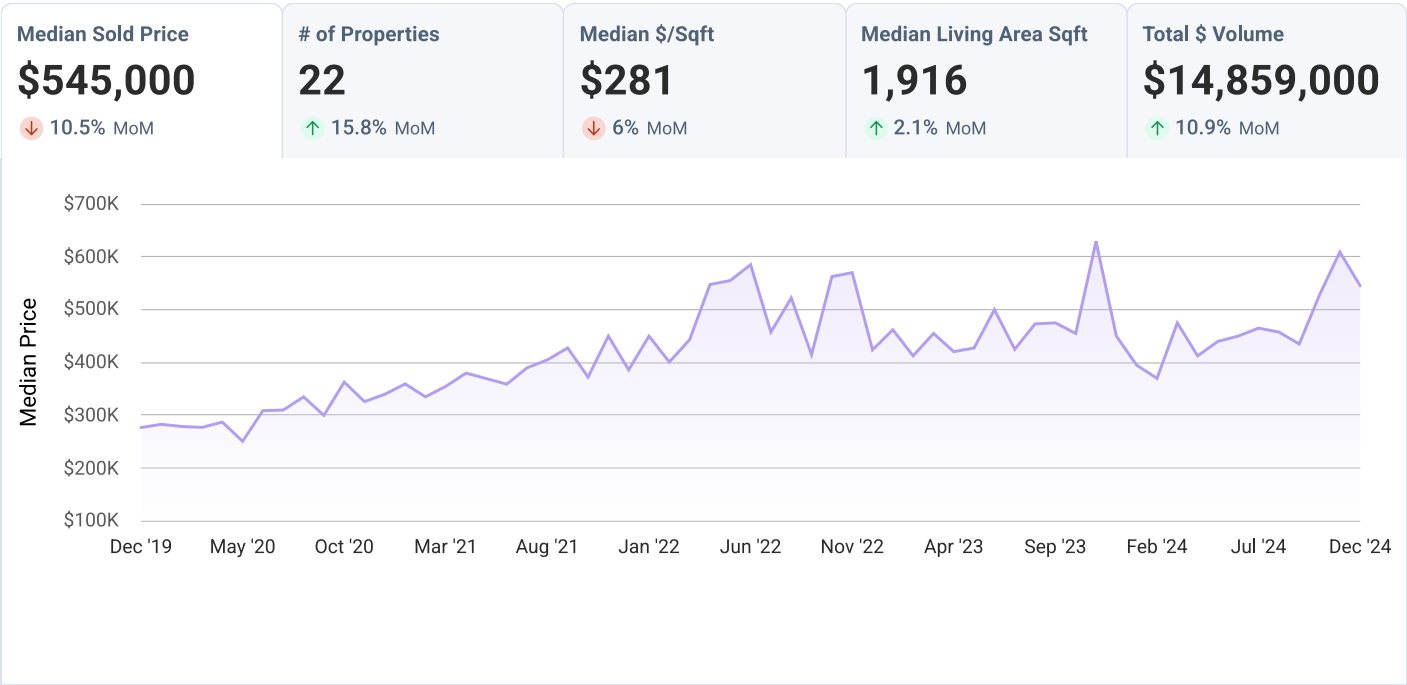 Median Sold Price
$545,000
10.5% MoM
# of Properties
22
15.8% MoM
Median $/Sqft
$281
6% MoM
Median Living Area Sqft
1,916
2.1% MoM
Total $ Volume
$14,859,000
10.9% MoM
Median Price
$700K
$600K
$500K
$400K
$300K
$200K
$100K
Dec '19 May '20 Oct '20 Mar '21 Aug '21 Jan '22 Jun '22 Nov '22 Apr '23 Sep '23 Feb '24 Jul '24 Dec '24